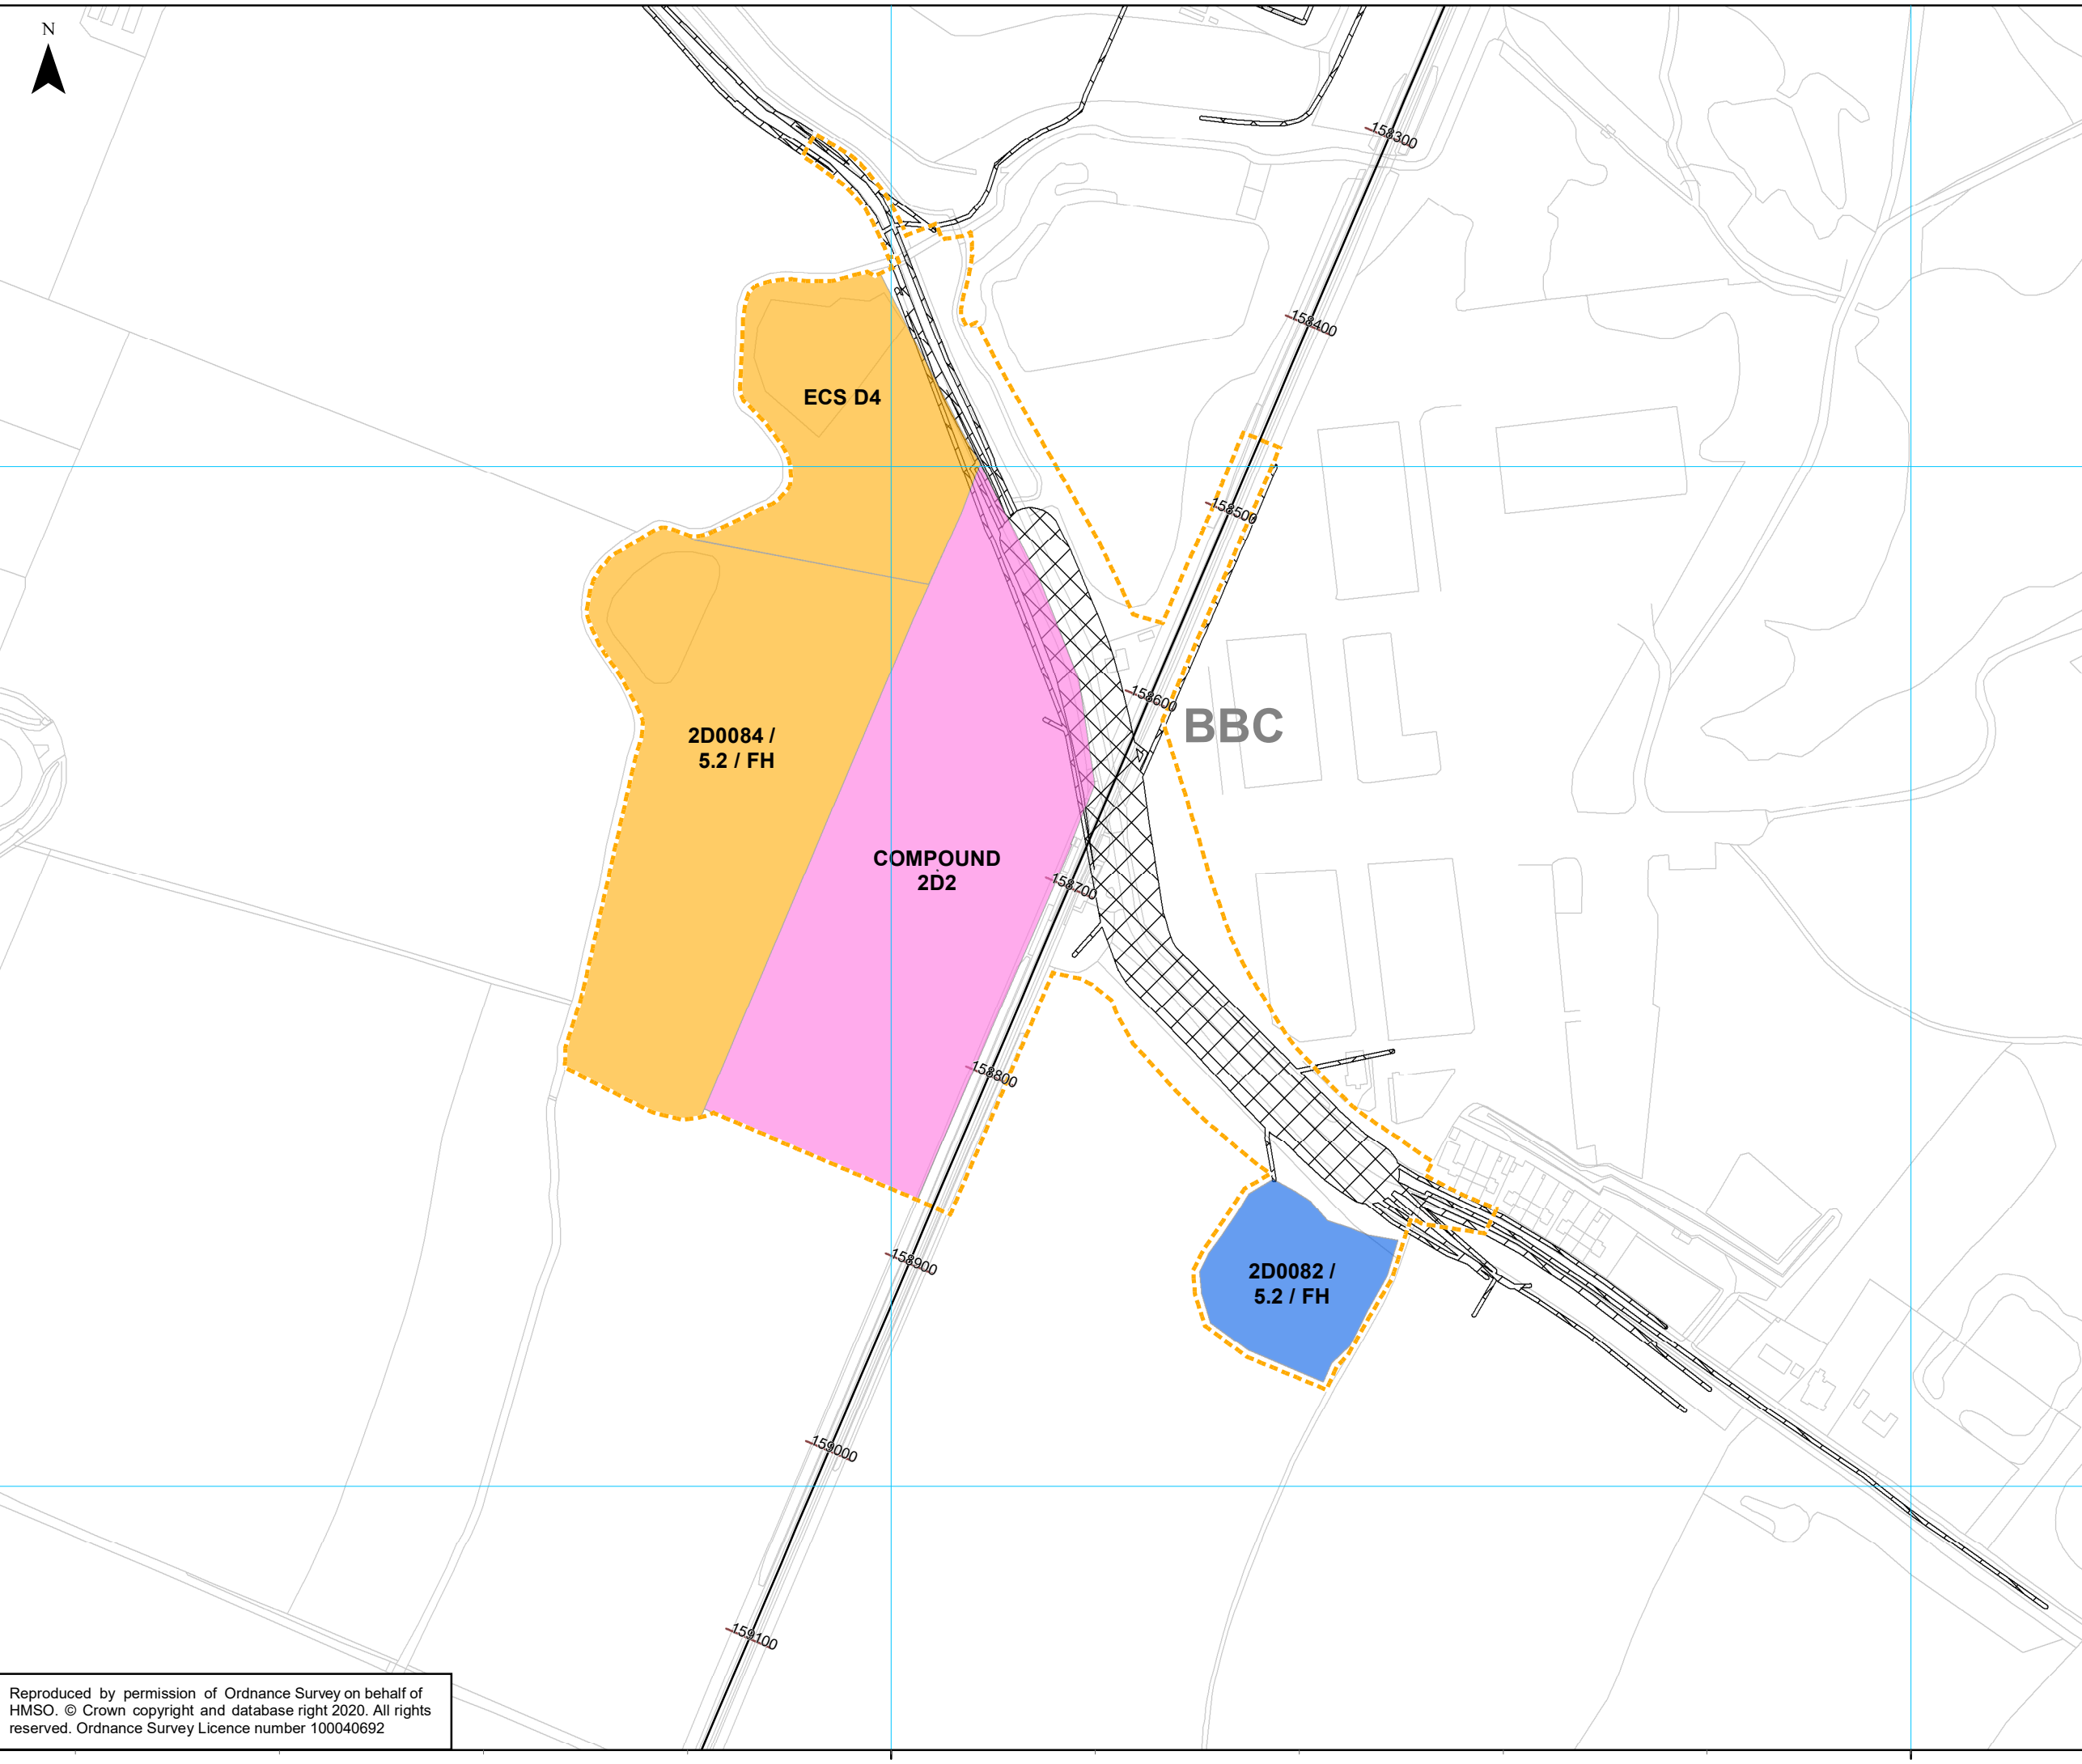 N
158300
158400
ECS D4
158500
158600
BBC
2D0084 /
5.2 / FH
COMPOUND
2D2
158700
158800
158900
2D0082 /
5.2 / FH
159000
159100
Reproduced by permission of Ordnance Survey on behalf of
HMSO. © Crown copyright and database right 2020. All rights
reserved. Ordnance Survey Licence number 100040692